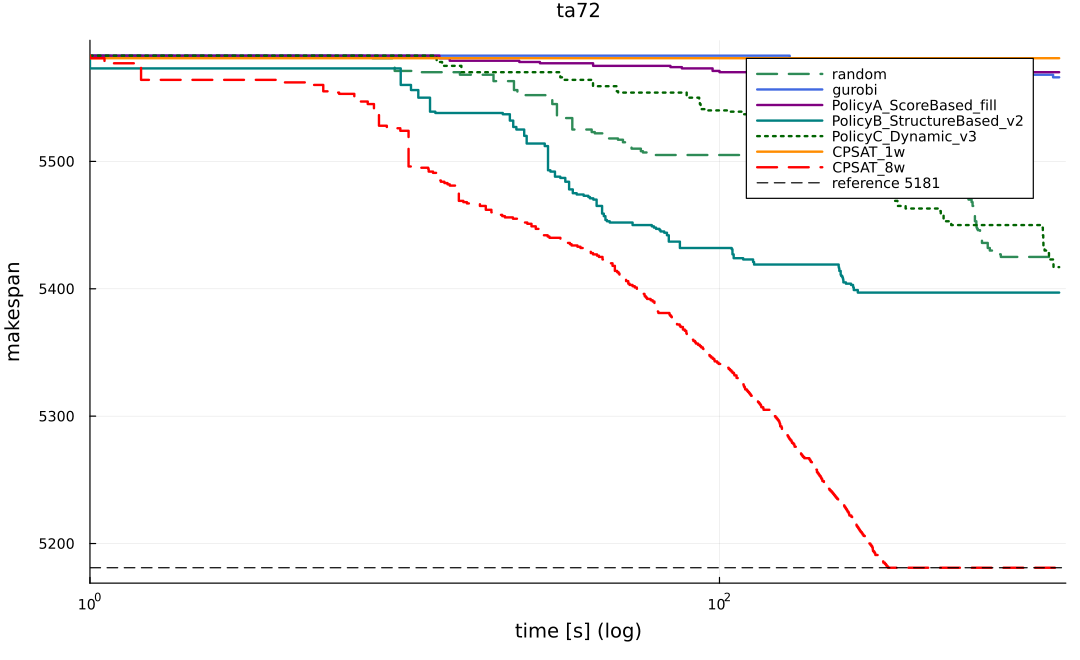 ta72
random
gurobi
PolicyA_ScoreBased_fill
PolicyB_StructureBased_v2
PolicyC_Dynamic_v3
CPSAT_1w
CPSAT_8w
reference 5181
5500
5400
5300
5200
makespan
10⁰
10²
time [s] (log)